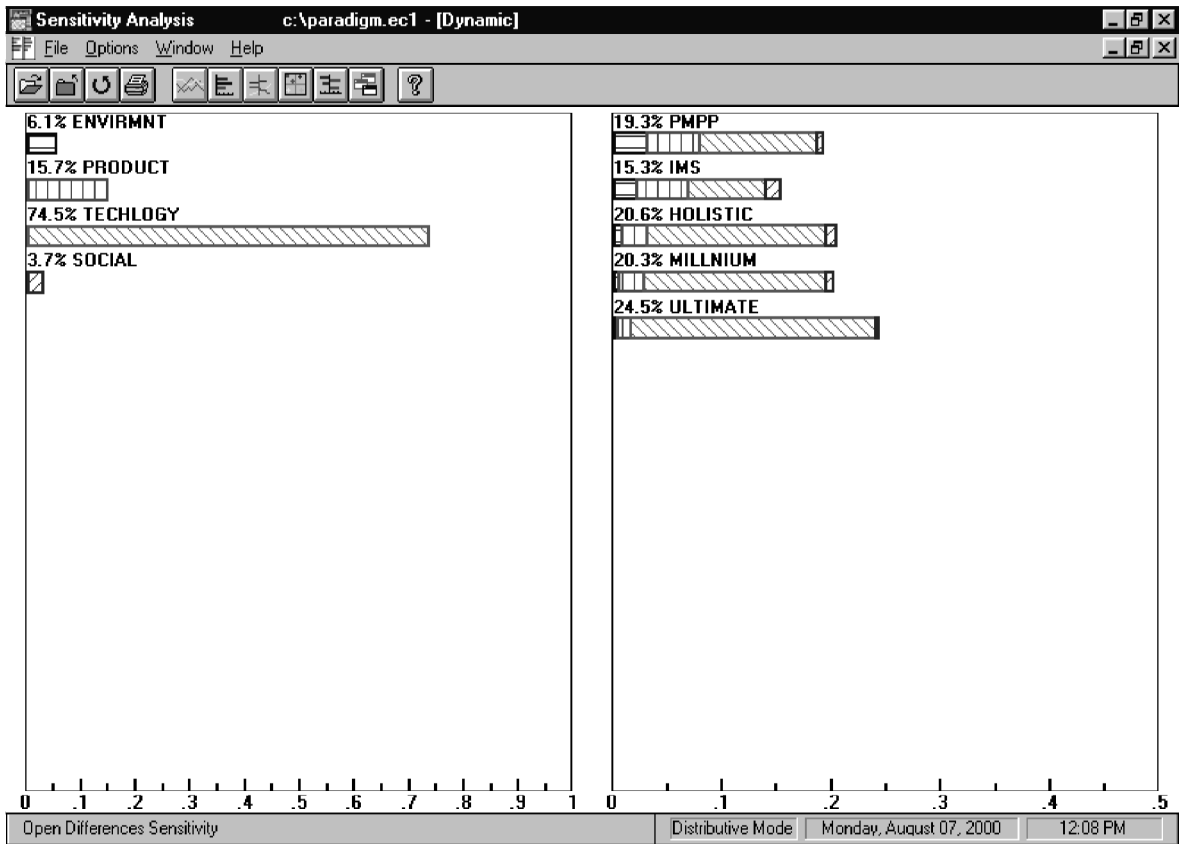 Sensitivity Analysis c:\paradigm.ec1 - [Dynamic]
File Options Window Help
6.1% ENVIRMNT
15.7% PRODUCT
74.5% TECHLOGY
3.7% SOCIAL
0 .1 .2 .3 .4 .5 .6 .7 .8 .9 1
19.3% PMPP
15.3% IMS
20.6% HOLISTIC
20.3% MILLNIUM
24.5% ULTIMATE
0 .1 .2 .3 .4 .5
Open Differences Sensitivity Distributive Mode Monday, August 07, 2000 12:08 PM